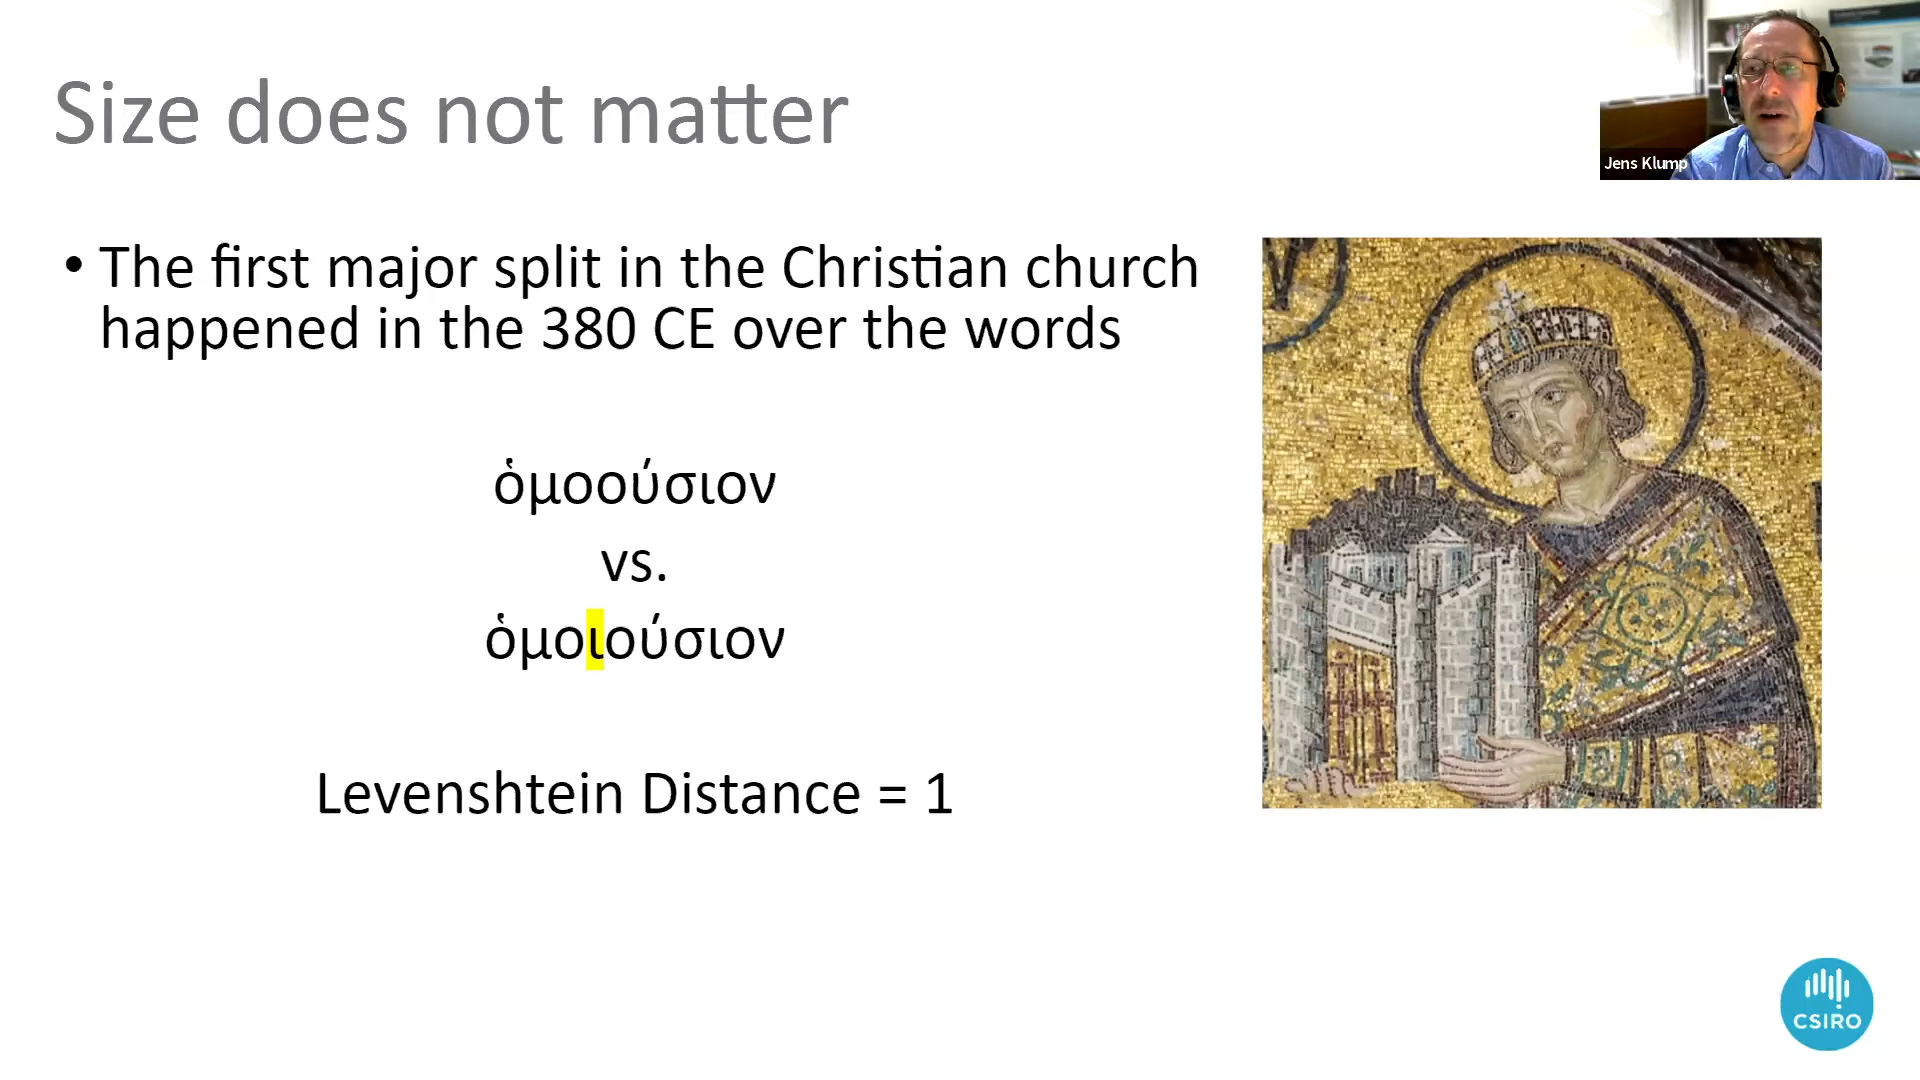 Size does not matter
Jens Klump
• The first major split in the Christian church
happened in the 380 CE over the words
ὁμοούσιον
vs.
ὁμοιούσιον
Levenshtein Distance = 1
CSIRO